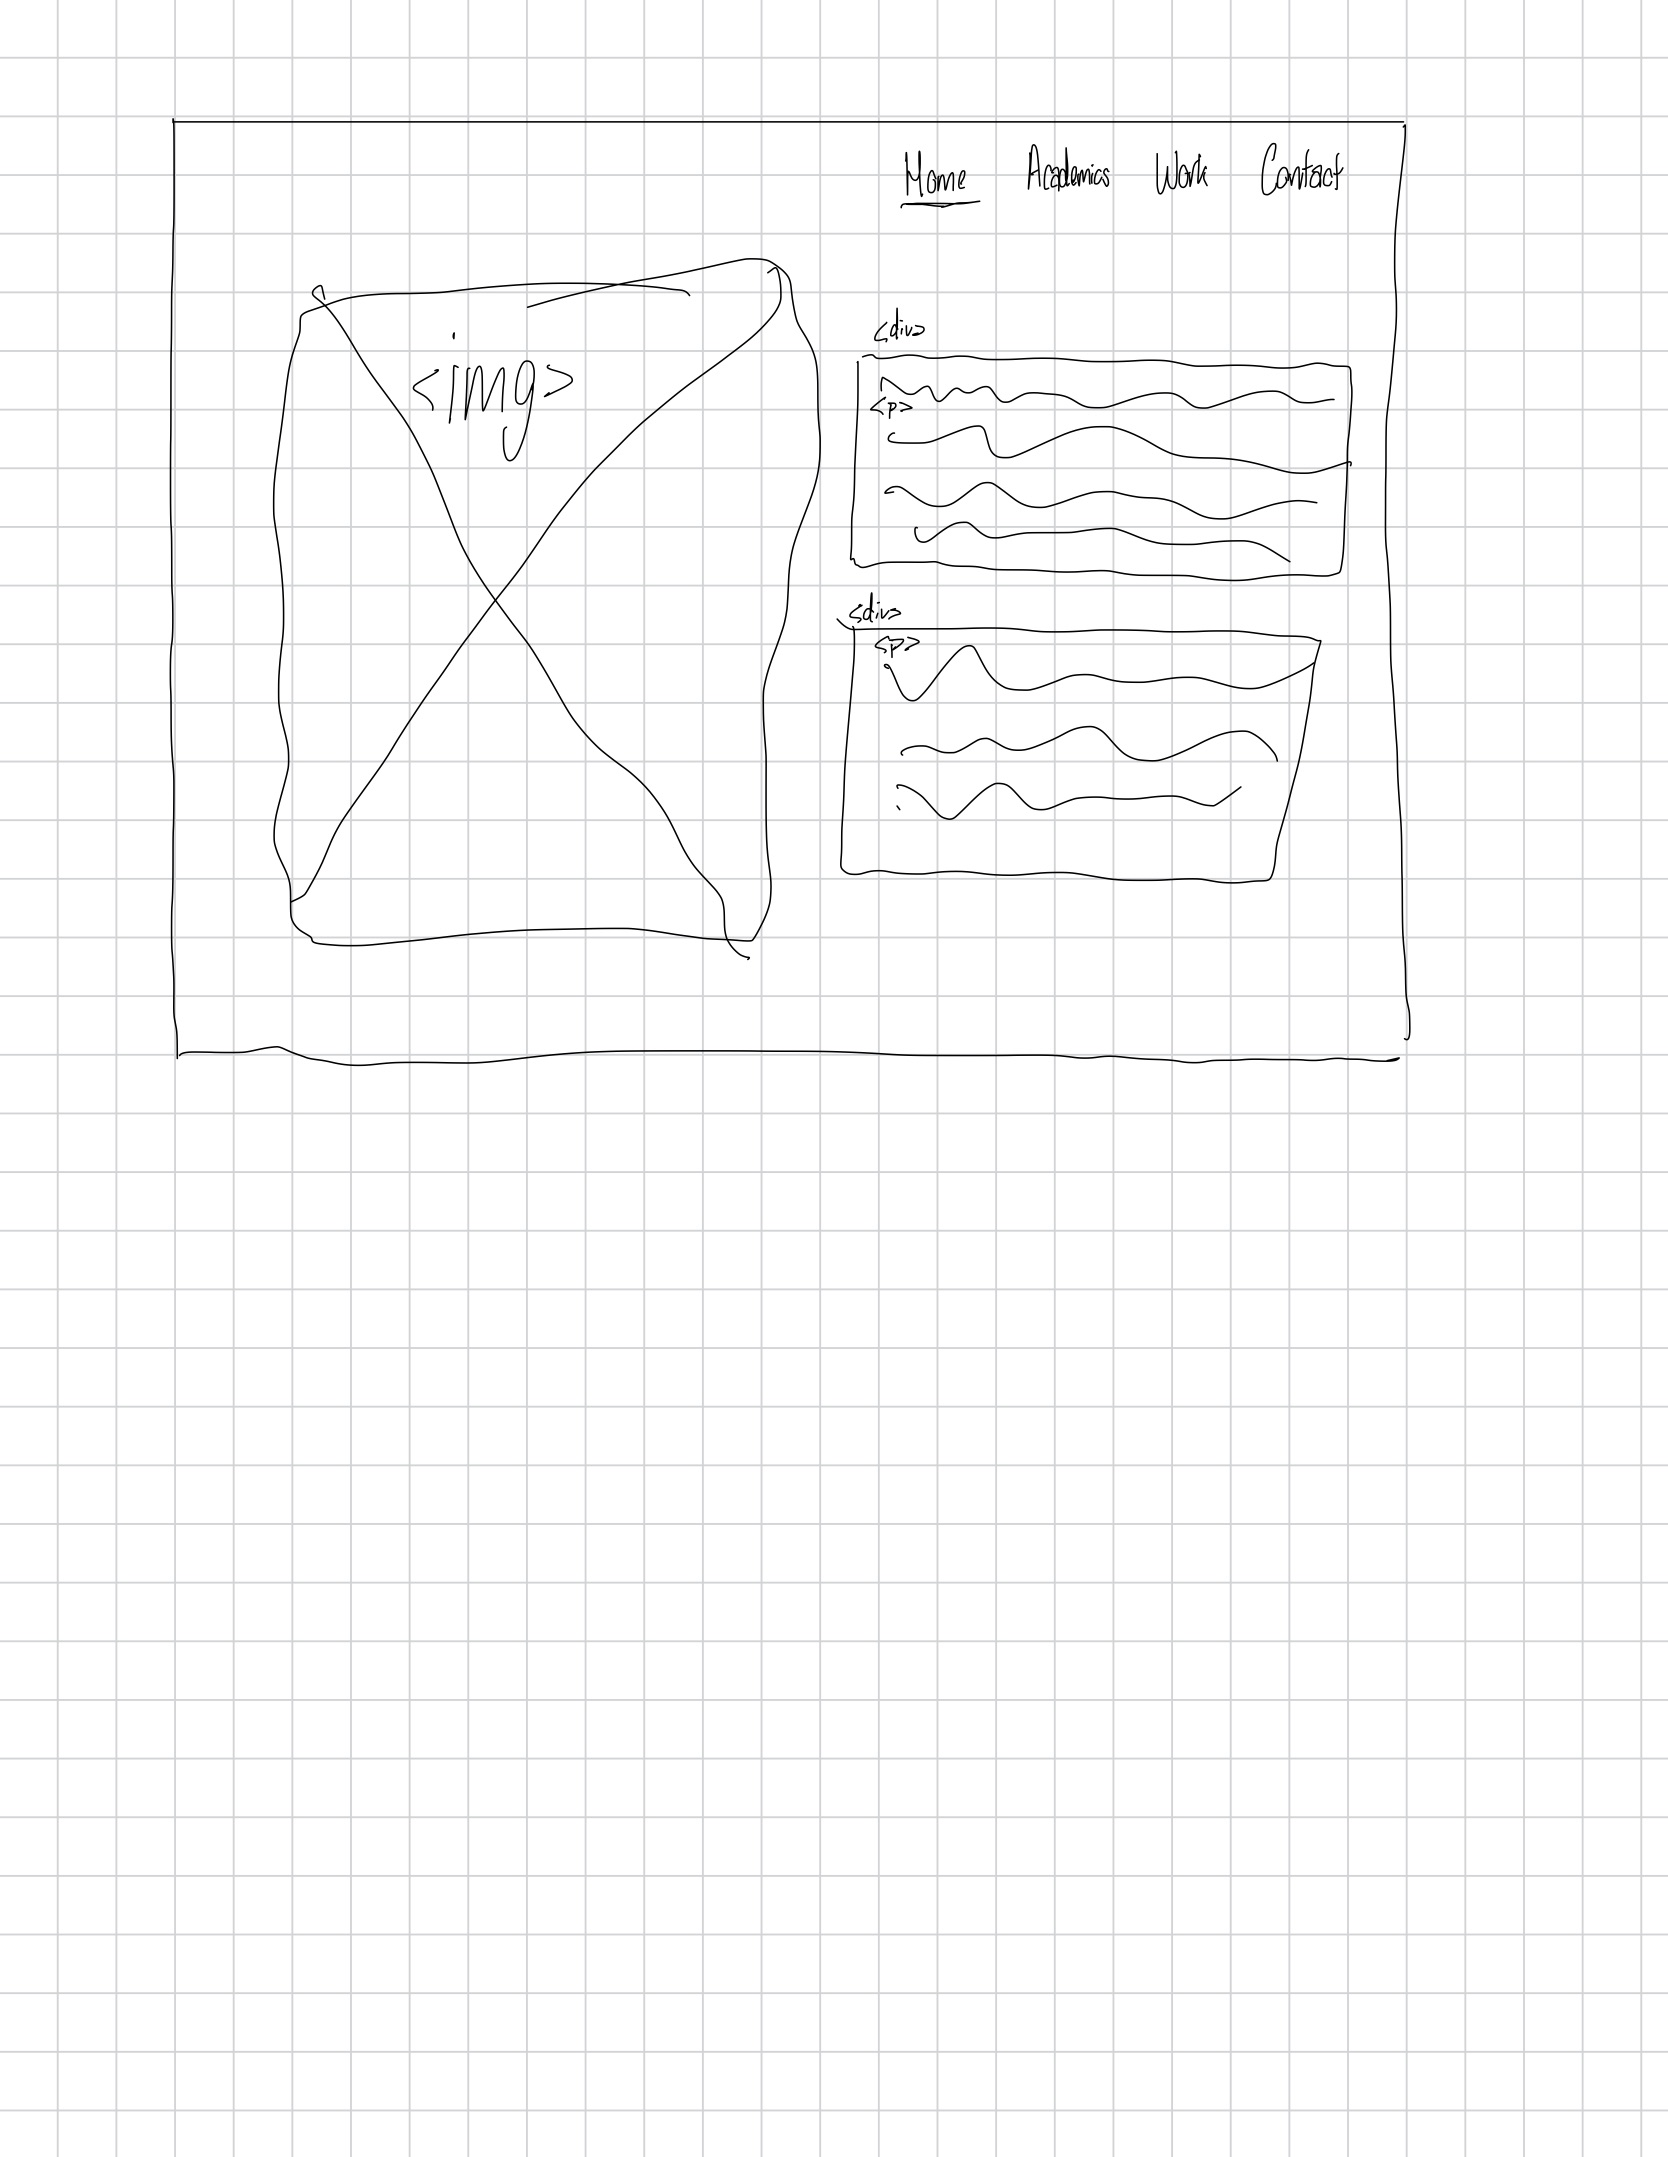 Home Academics Work Contact
<img>
<div>
<p>
<div>
<p>